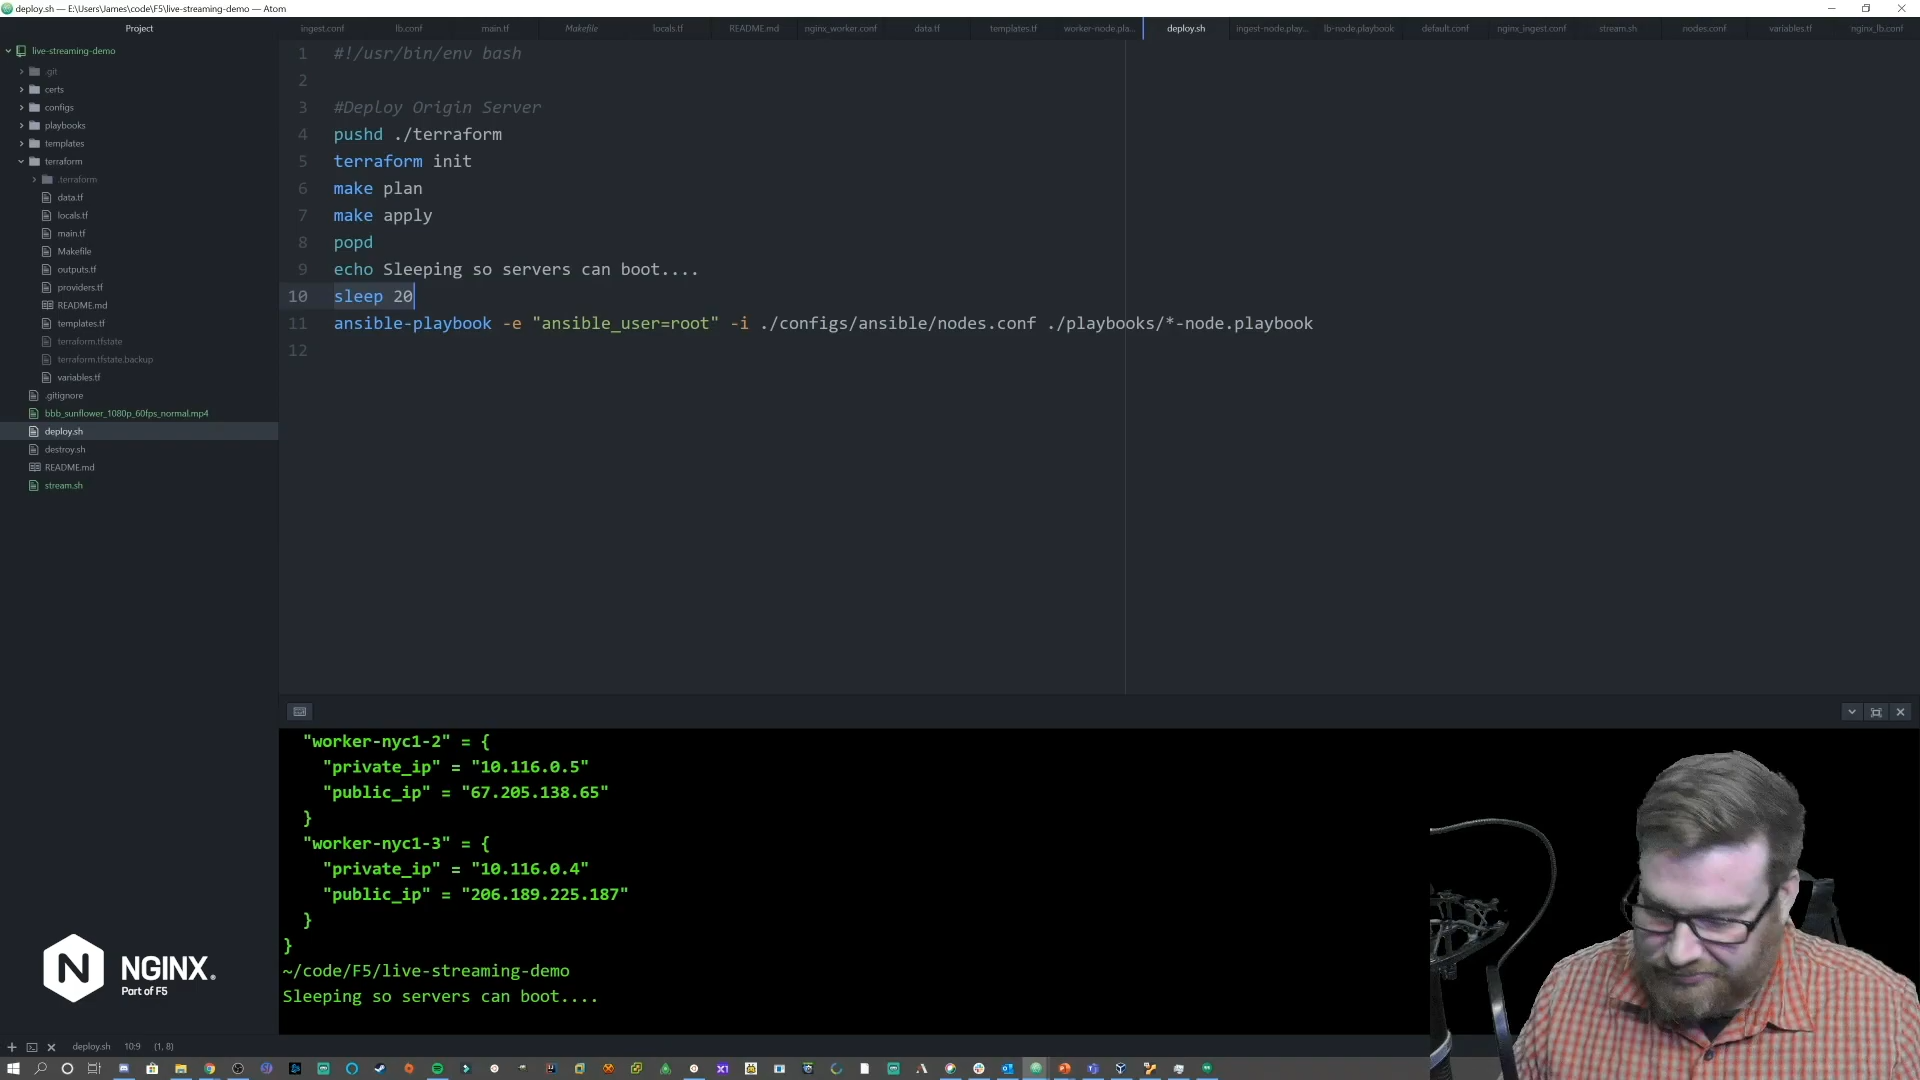 deploy.sh — E:\Users\James\code\F5\live-streaming-demo — Atom
Project
ingest.conf
lb.conf
main.tf
Makefile
locals.tf
README.md
nginx_worker.conf
data.tf
templates.tf
worker-node.pla...
deploy.sh
ingest-node.play...
lb-node.playbook
default.conf
nginx_ingest.conf
stream.sh
nodes.conf
variables.tf
nginx_lb.conf
live-streaming-demo
.git
certs
configs
playbooks
templates
terraform
.terraform
data.tf
locals.tf
main.tf
Makefile
outputs.tf
providers.tf
README.md
templates.tf
terraform.tfstate
terraform.tfstate.backup
variables.tf
.gitignore
bbb_sunflower_1080p_60fps_normal.mp4
deploy.sh
destroy.sh
README.md
stream.sh
1 #!/usr/bin/env bash
2
3 #Deploy Origin Server
4 pushd ./terraform
5 terraform init
6 make plan
7 make apply
8 popd
9 echo Sleeping so servers can boot....
10 sleep 20
11 ansible-playbook -e "ansible_user=root" -i ./configs/ansible/nodes.conf ./playbooks/*-node.playbook
12
"worker-nyc1-2" = {
"private_ip" = "10.116.0.5"
"public_ip" = "67.205.138.65"
}
"worker-nyc1-3" = {
"private_ip" = "10.116.0.4"
"public_ip" = "206.189.225.187"
}
}
~/code/F5/live-streaming-demo
Sleeping so servers can boot....
NGINX
Part of F5
deploy.sh 10:9 (1, 8)